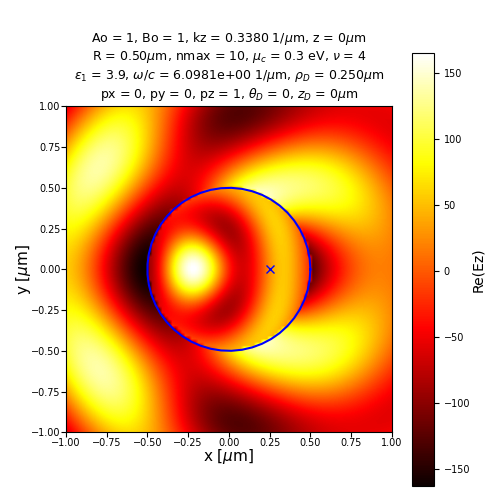 Ao = 1, Bo = 1, kz = 0.3380 1/μm, z = 0μm
R = 0.50μm, nmax = 10, μ_c = 0.3 eV, ν = 4
ε₁ = 3.9, ω/c = 6.0981e+00 1/μm, ρ_D = 0.250μm
px = 0, py = 0, pz = 1, θ_D = 0, z_D = 0μm
1.00
0.75
0.50
0.25
0.00
−0.25
−0.50
−0.75
−1.00
y [μm]
−1.00 −0.75 −0.50 −0.25 0.00 0.25 0.50 0.75 1.00
x [μm]
150
100
50
0
−50
−100
−150
Re(Ez)